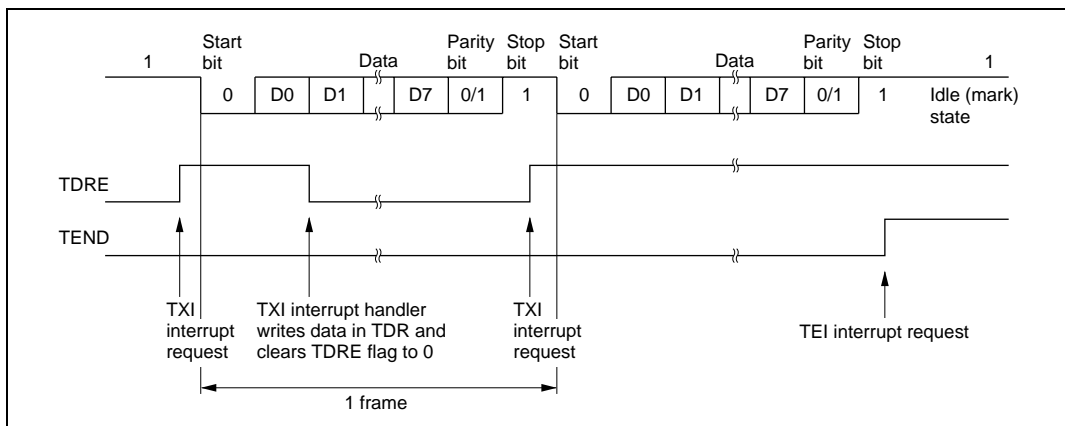 Start bit
Data
Parity bit
Stop bit
Start bit
Data
Parity bit
Stop bit
1
1
0
D0
D1
D7
0/1
1
0
D0
D1
D7
0/1
1
Idle (mark)
state
TDRE
TEND
TXI
interrupt
request
TXI interrupt handler
writes data in TDR and
clears TDRE flag to 0
TXI
interrupt
request
TEI interrupt request
1 frame